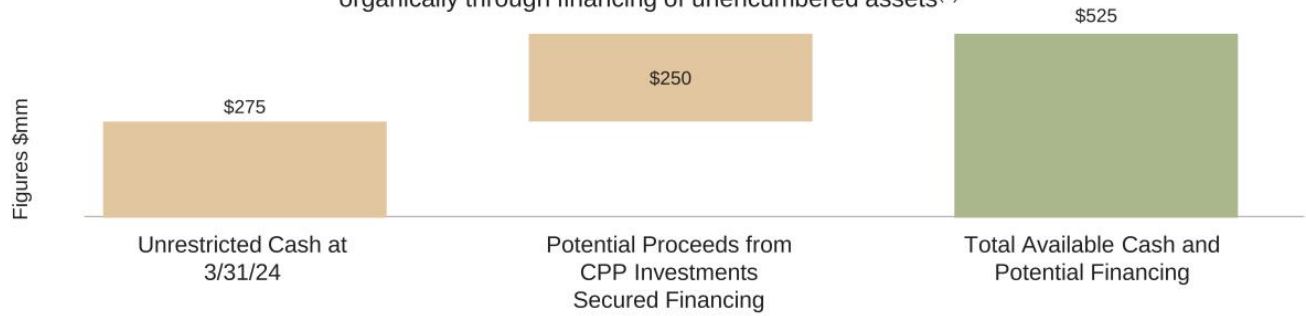 organically through financing of unencumbered assets
$525
$250
$275
Figures $mm
Unrestricted Cash at
3/31/24
Potential Proceeds from
CPP Investments
Secured Financing
Total Available Cash and
Potential Financing